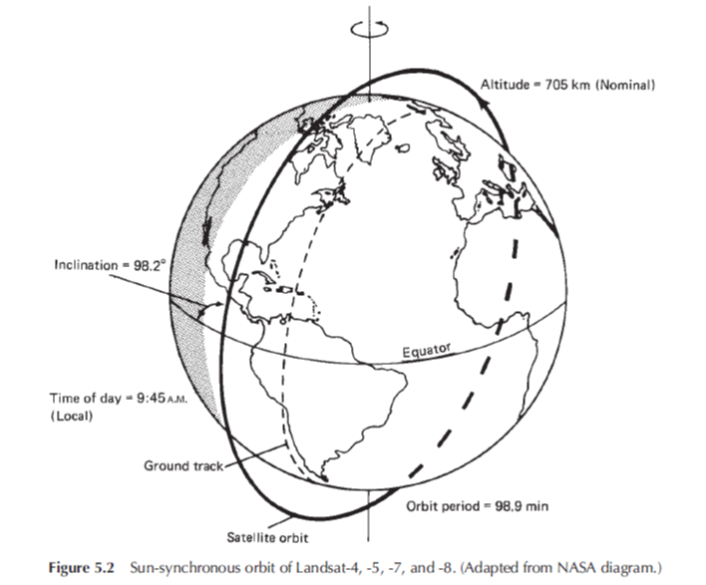 Altitude = 705 km (Nominal)
Inclination = 98.2°
Equator
Time of day = 9:45 A.M.
(Local)
Ground track
Orbit period = 98.9 min
Satellite orbit
Figure 5.2 Sun-synchronous orbit of Landsat-4, -5, -7, and -8. (Adapted from NASA diagram.)